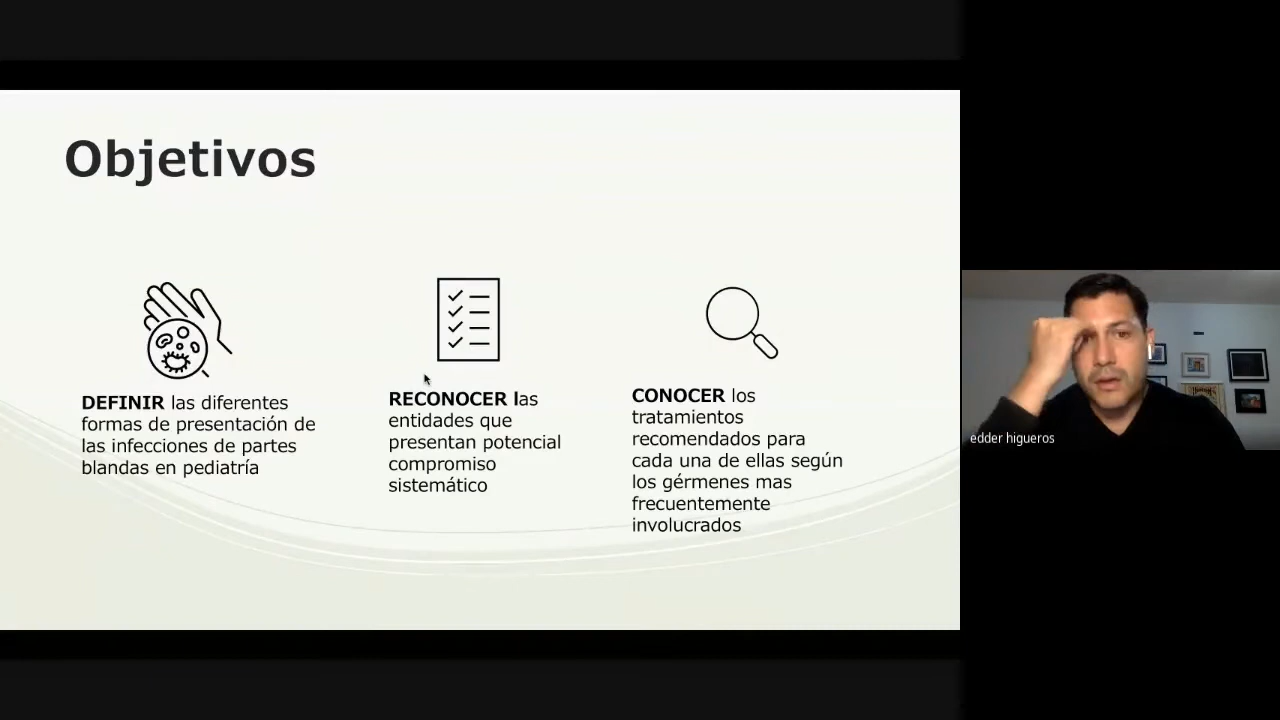 Objetivos
DEFINIR las diferentes
formas de presentación de
las infecciones de partes
blandas en pediatría
RECONOCER las
entidades que
presentan potencial
compromiso
sistemático
CONOCER los
tratamientos
recomendados para
cada una de ellas según
los gérmenes mas
frecuentemente
involucrados
edder higueros